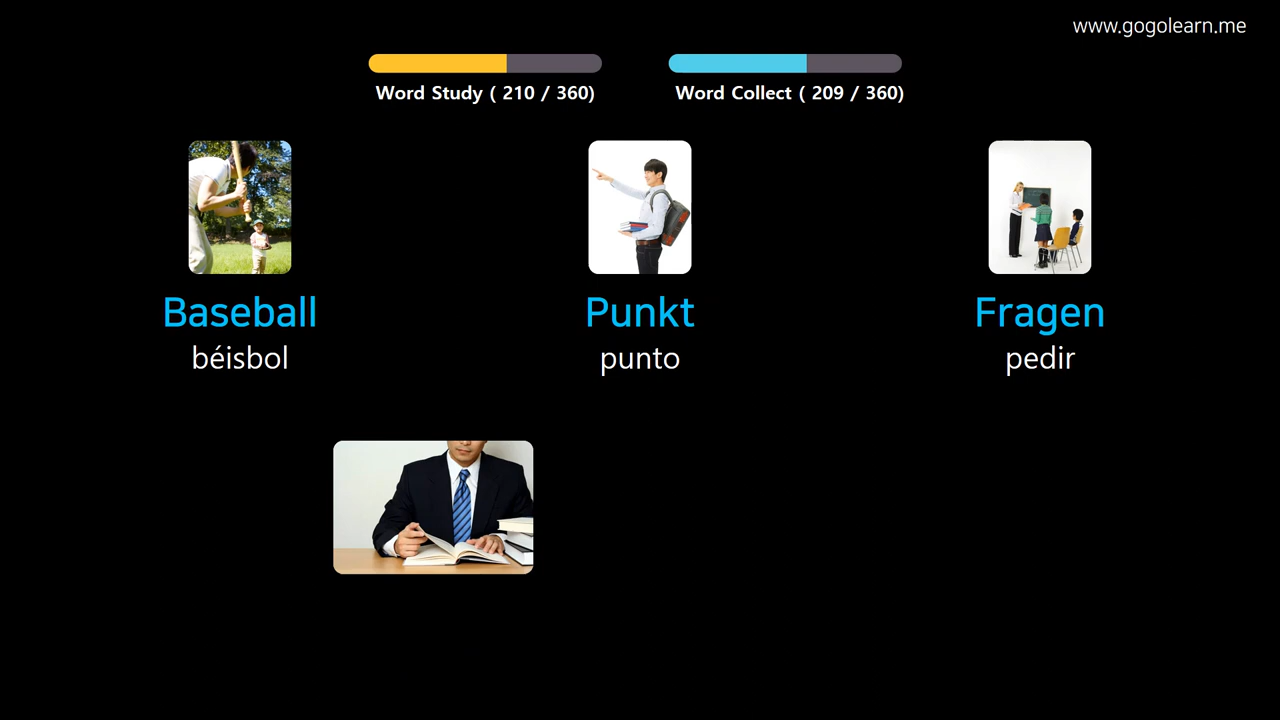 www.gogolearn.me
Word Study ( 210 / 360)
Word Collect ( 209 / 360)
Baseball
béisbol
Punkt
punto
Fragen
pedir